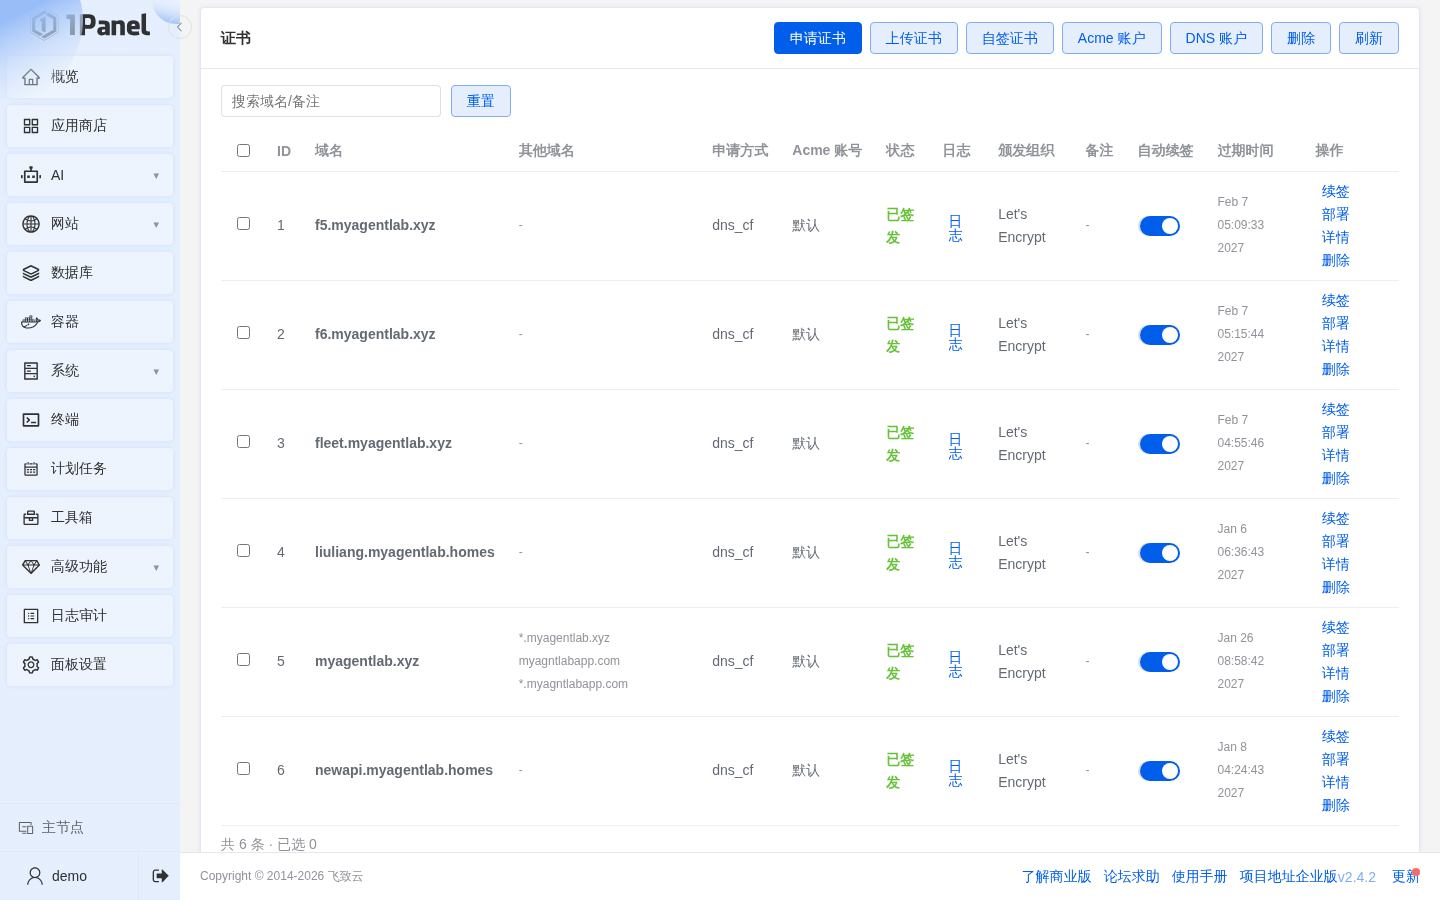 1Panel
概览
应用商店
AI
网站
数据库
容器
系统
终端
计划任务
工具箱
高级功能
日志审计
面板设置
主节点
demo
证书
申请证书 上传证书 自签证书 Acme 账户 DNS 账户 删除 刷新
搜索域名/备注 重置
ID 域名 其他域名 申请方式 Acme 账号 状态 日志 颁发组织 备注 自动续签 过期时间 操作
1 f5.myagentlab.xyz - dns_cf 默认 已签发 日志 Let's Encrypt - Feb 7 05:09:33 2027 续签 部署 详情 删除
2 f6.myagentlab.xyz - dns_cf 默认 已签发 日志 Let's Encrypt - Feb 7 05:15:44 2027 续签 部署 详情 删除
3 fleet.myagentlab.xyz - dns_cf 默认 已签发 日志 Let's Encrypt - Feb 7 04:55:46 2027 续签 部署 详情 删除
4 liuliang.myagentlab.homes - dns_cf 默认 已签发 日志 Let's Encrypt - Jan 6 06:36:43 2027 续签 部署 详情 删除
5 myagentlab.xyz *.myagentlab.xyz myagntlabapp.com *.myagntlabapp.com dns_cf 默认 已签发 日志 Let's Encrypt - Jan 26 08:58:42 2027 续签 部署 详情 删除
6 newapi.myagentlab.homes - dns_cf 默认 已签发 日志 Let's Encrypt - Jan 8 04:24:43 2027 续签 部署 详情 删除
共 6 条 · 已选 0
Copyright © 2014-2026 飞致云
了解商业版 论坛求助 使用手册 项目地址企业版v2.4.2 更新